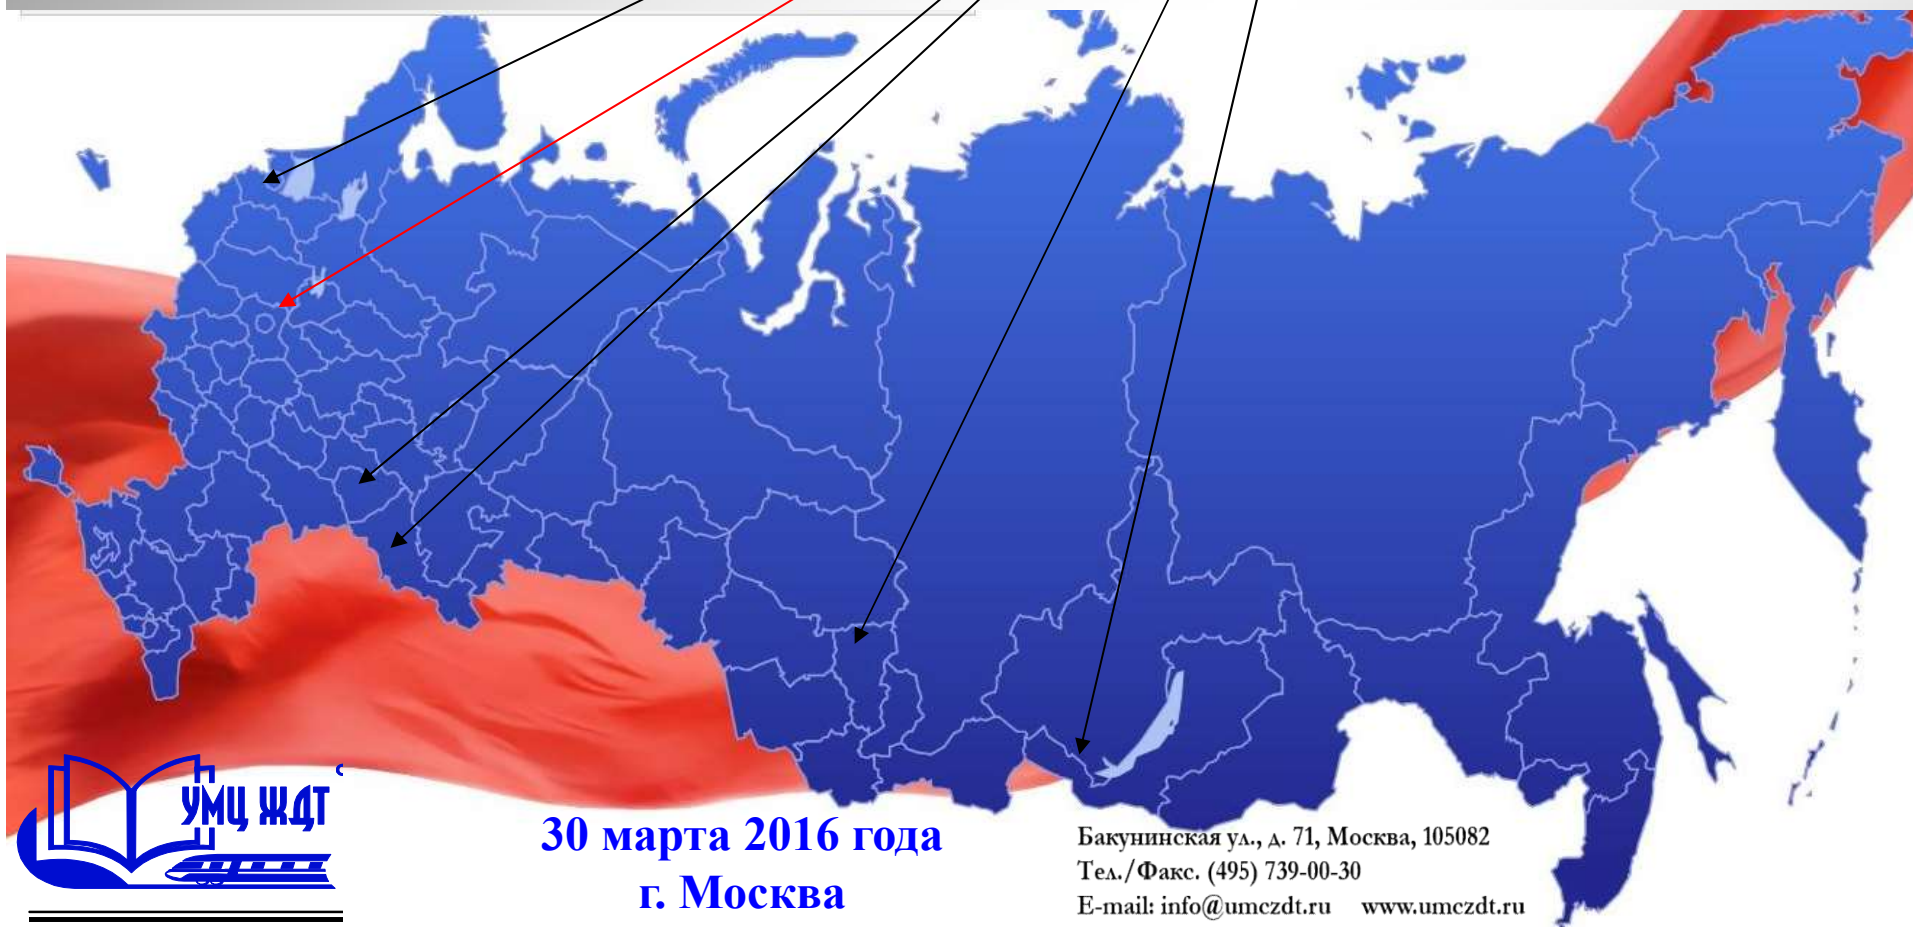 УМЦ ЖДТ
30 марта 2016 года
г. Москва
Бакунинская ул., д. 71, Москва, 105082
Тел./Факс. (495) 739-00-30
E-mail: info@umczdt.ru www.umczdt.ru